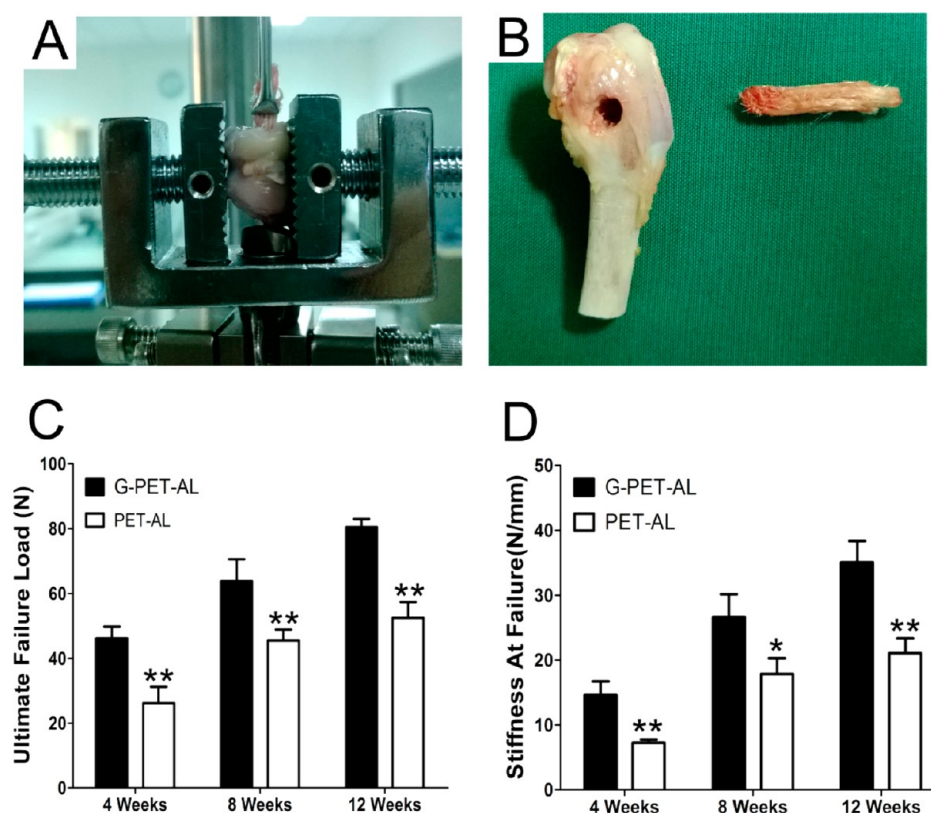 A
B
C
Ultimate Failure Load (N)
100
80
60
40
20
0
G-PET-AL
PET-AL
**
**
**
4 Weeks
8 Weeks
12 Weeks
D
Stiffness At Failure(N/mm)
50
40
30
20
10
0
G-PET-AL
PET-AL
**
*
**
4 Weeks
8 Weeks
12 Weeks